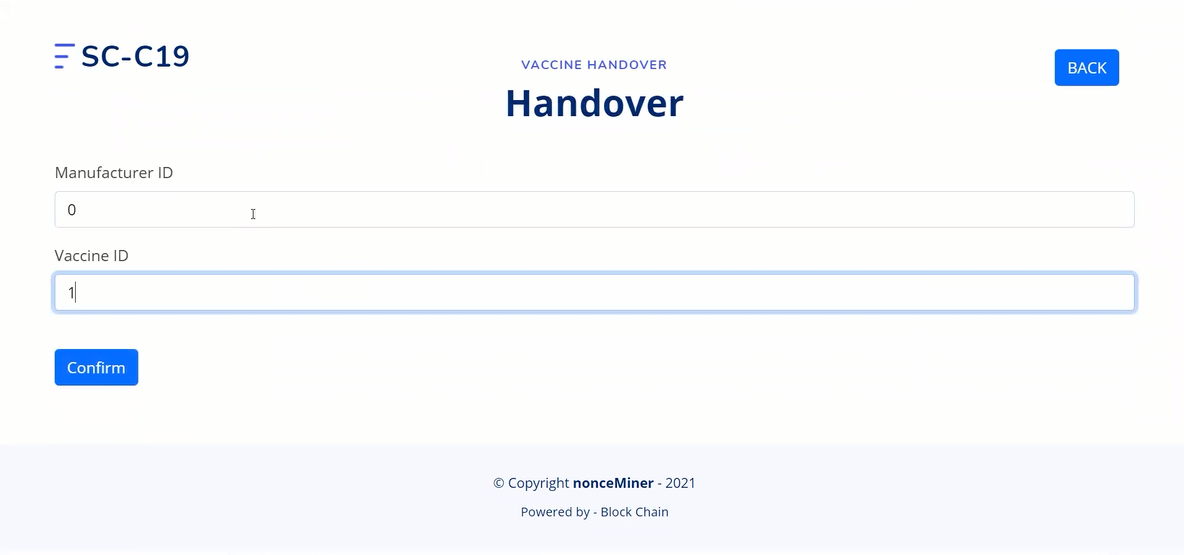 SC-C19
VACCINE HANDOVER
BACK
Handover
Manufacturer ID
0
Vaccine ID
1
Confirm
© Copyright nonceMiner - 2021
Powered by - Block Chain